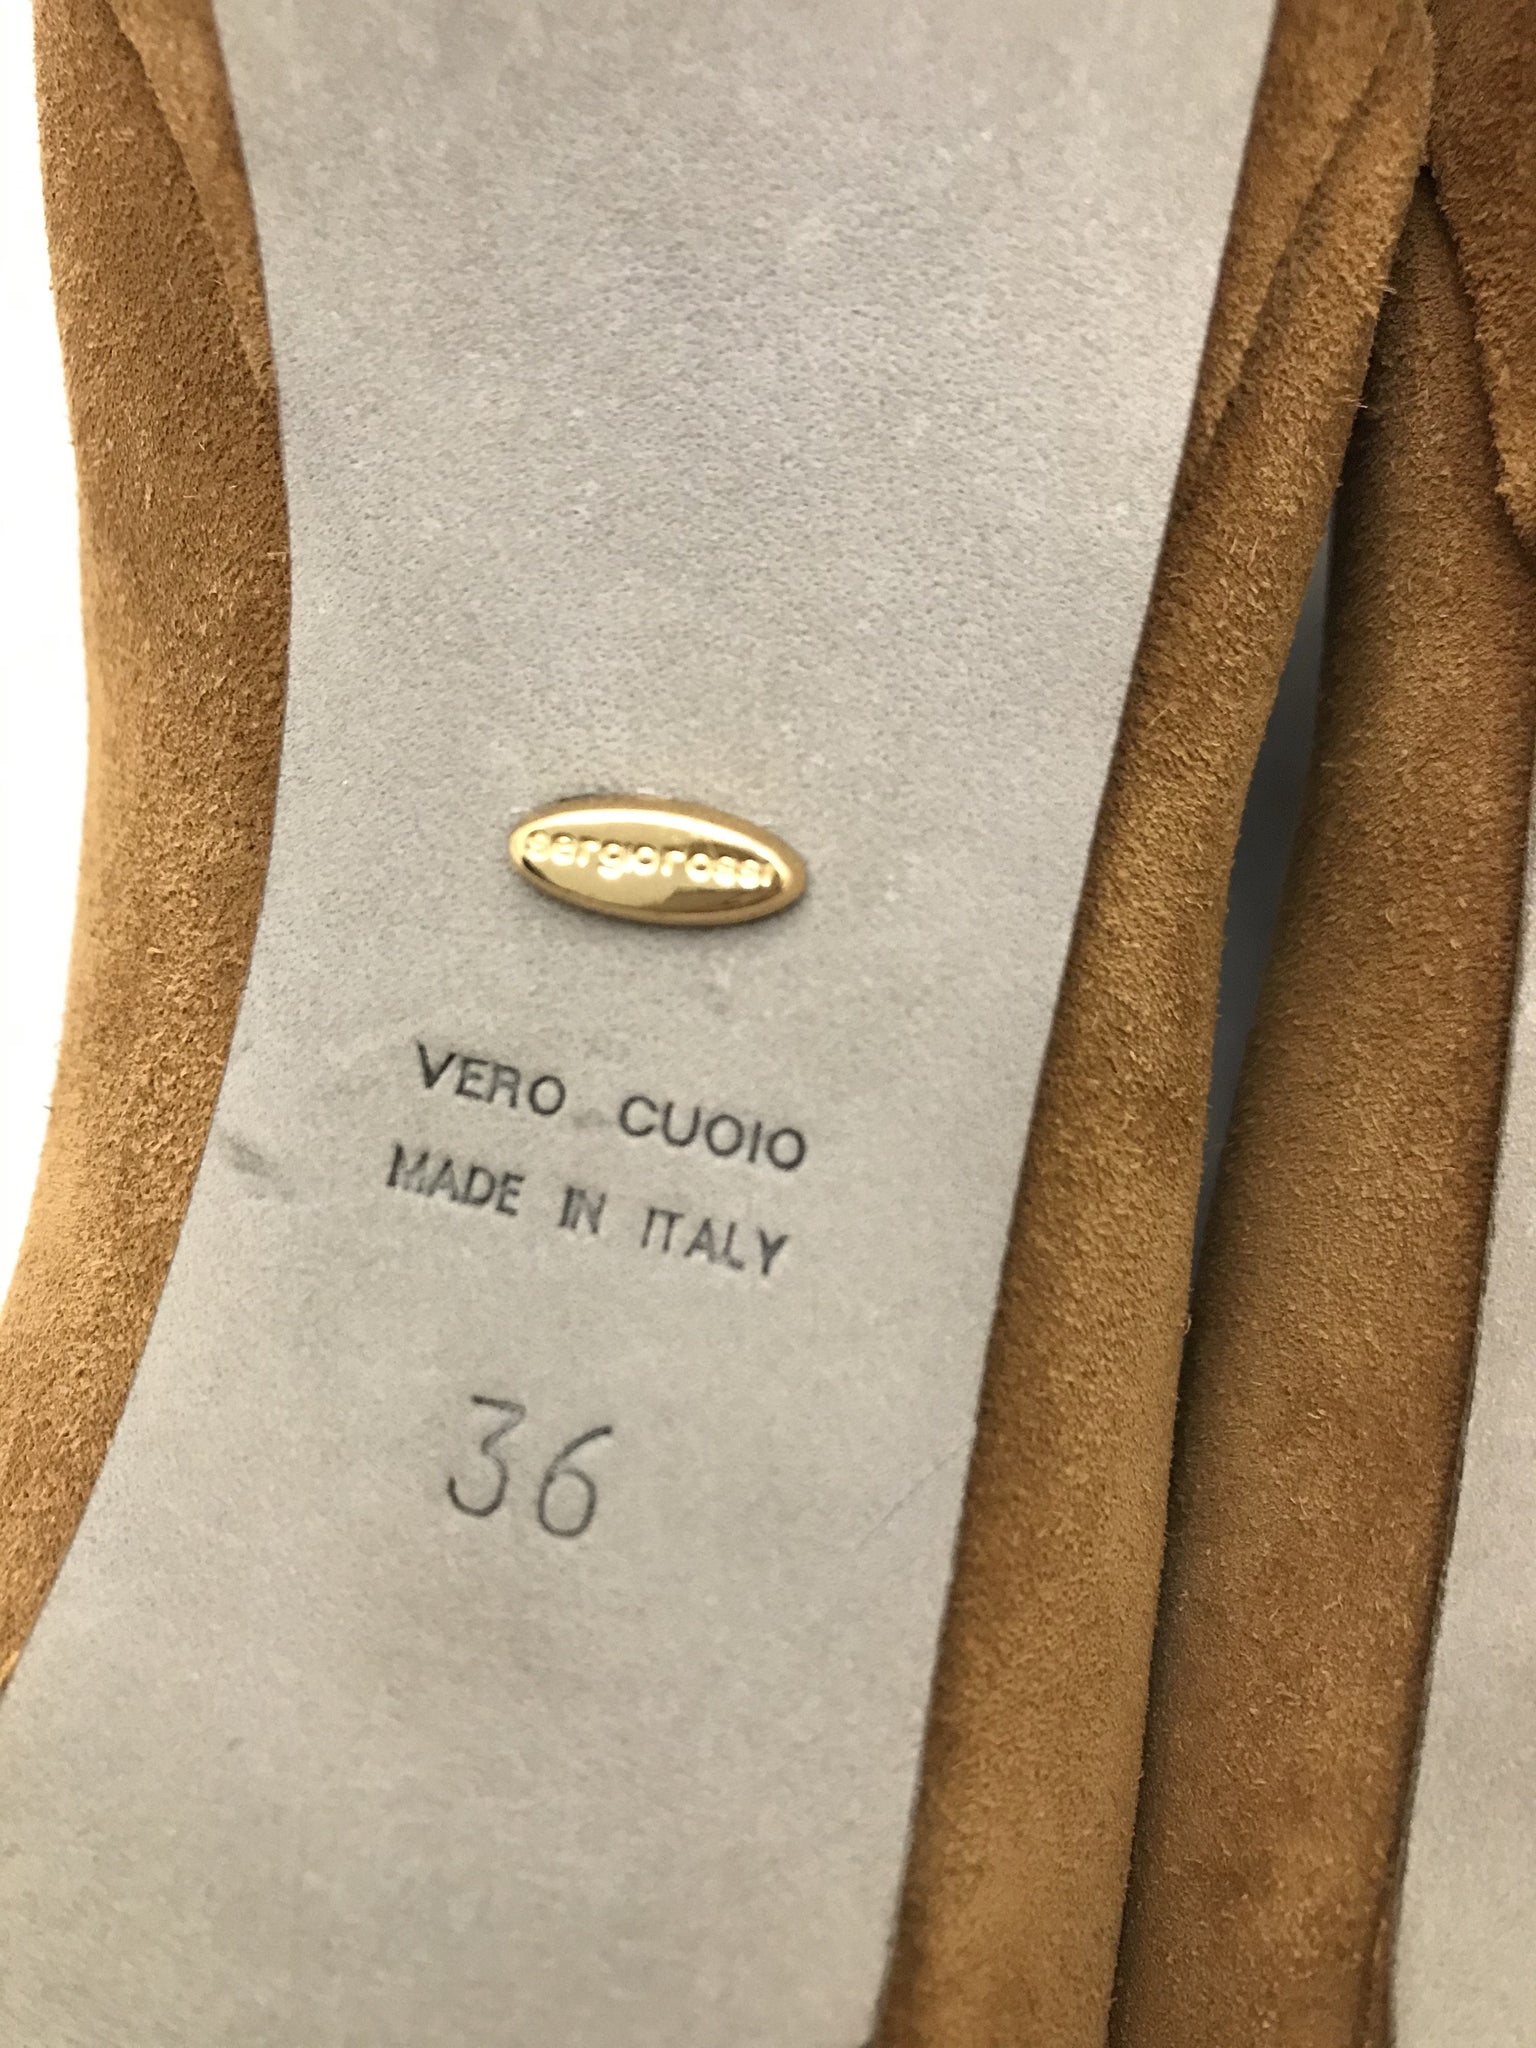 sergiorossi
VERO CUOIO
MADE IN ITALY
36